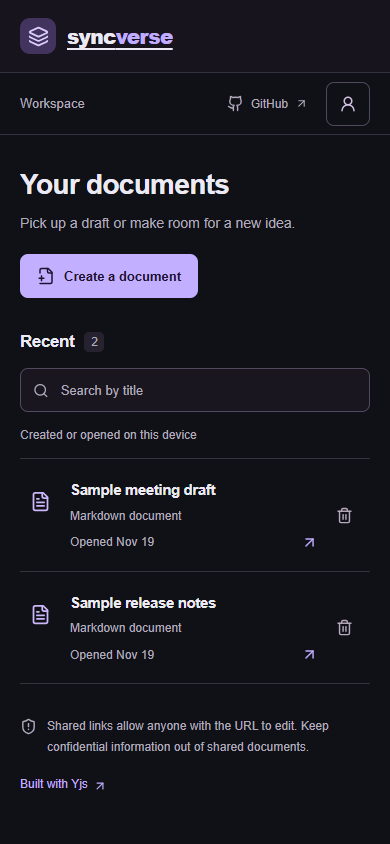 syncverse
Workspace
GitHub
Your documents
Pick up a draft or make room for a new idea.
Create a document
Recent 2
Search by title
Created or opened on this device
Sample meeting draft
Markdown document
Opened Nov 19
Sample release notes
Markdown document
Opened Nov 19
Shared links allow anyone with the URL to edit. Keep
confidential information out of shared documents.
Built with Yjs